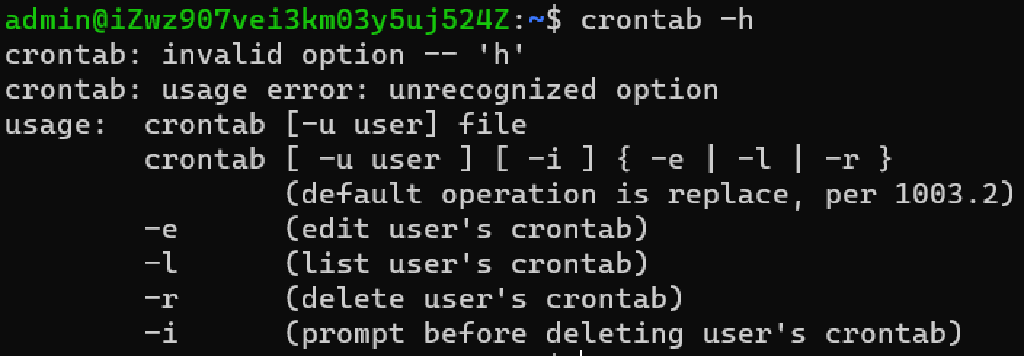 admin@iZwz907vei3km03y5uj524Z:~$ crontab -h
crontab: invalid option -- 'h'
crontab: usage error: unrecognized option
usage:  crontab [-u user] file
        crontab [ -u user ] [ -i ] { -e | -l | -r }
                (default operation is replace, per 1003.2)
        -e      (edit user's crontab)
        -l      (list user's crontab)
        -r      (delete user's crontab)
        -i      (prompt before deleting user's crontab)